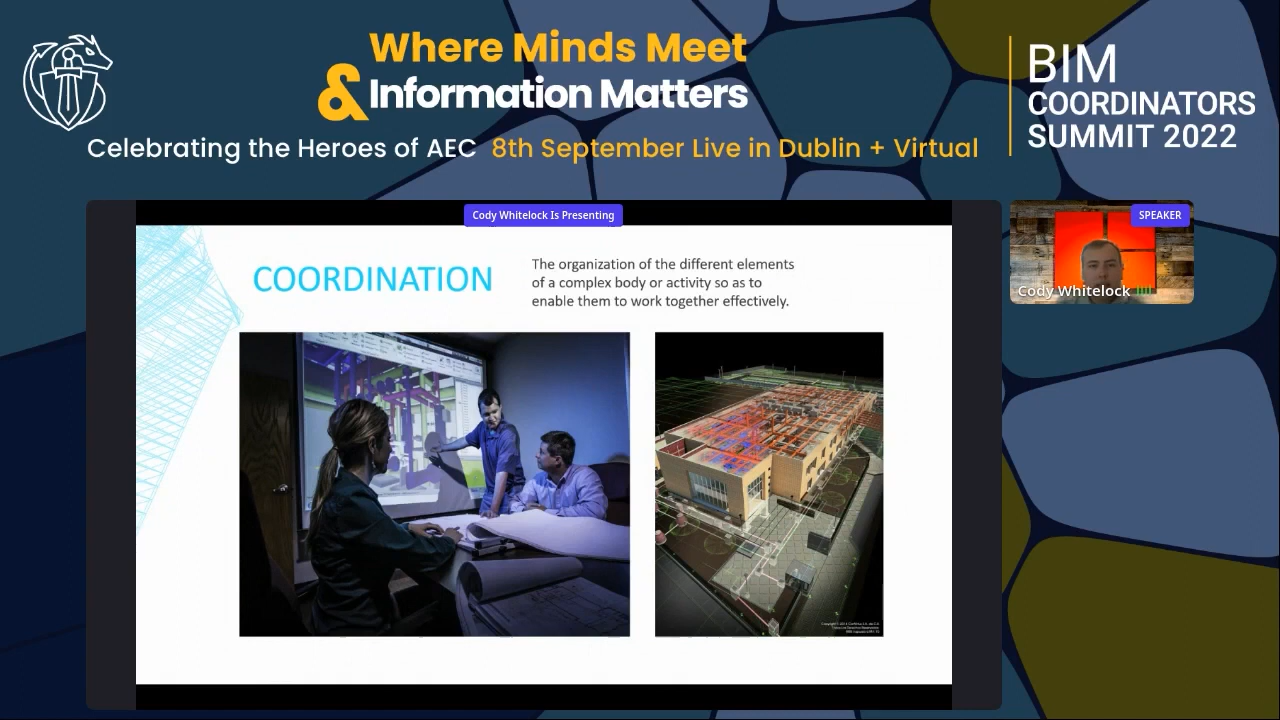 Where Minds Meet
& Information Matters
Celebrating the Heroes of AEC 8th September Live in Dublin + Virtual
BIM
COORDINATORS
SUMMIT 2022
Cody Whitelock Is Presenting
SPEAKER
Cody Whitelock
COORDINATION
The organization of the different elements
of a complex body or activity so as to
enable them to work together effectively.